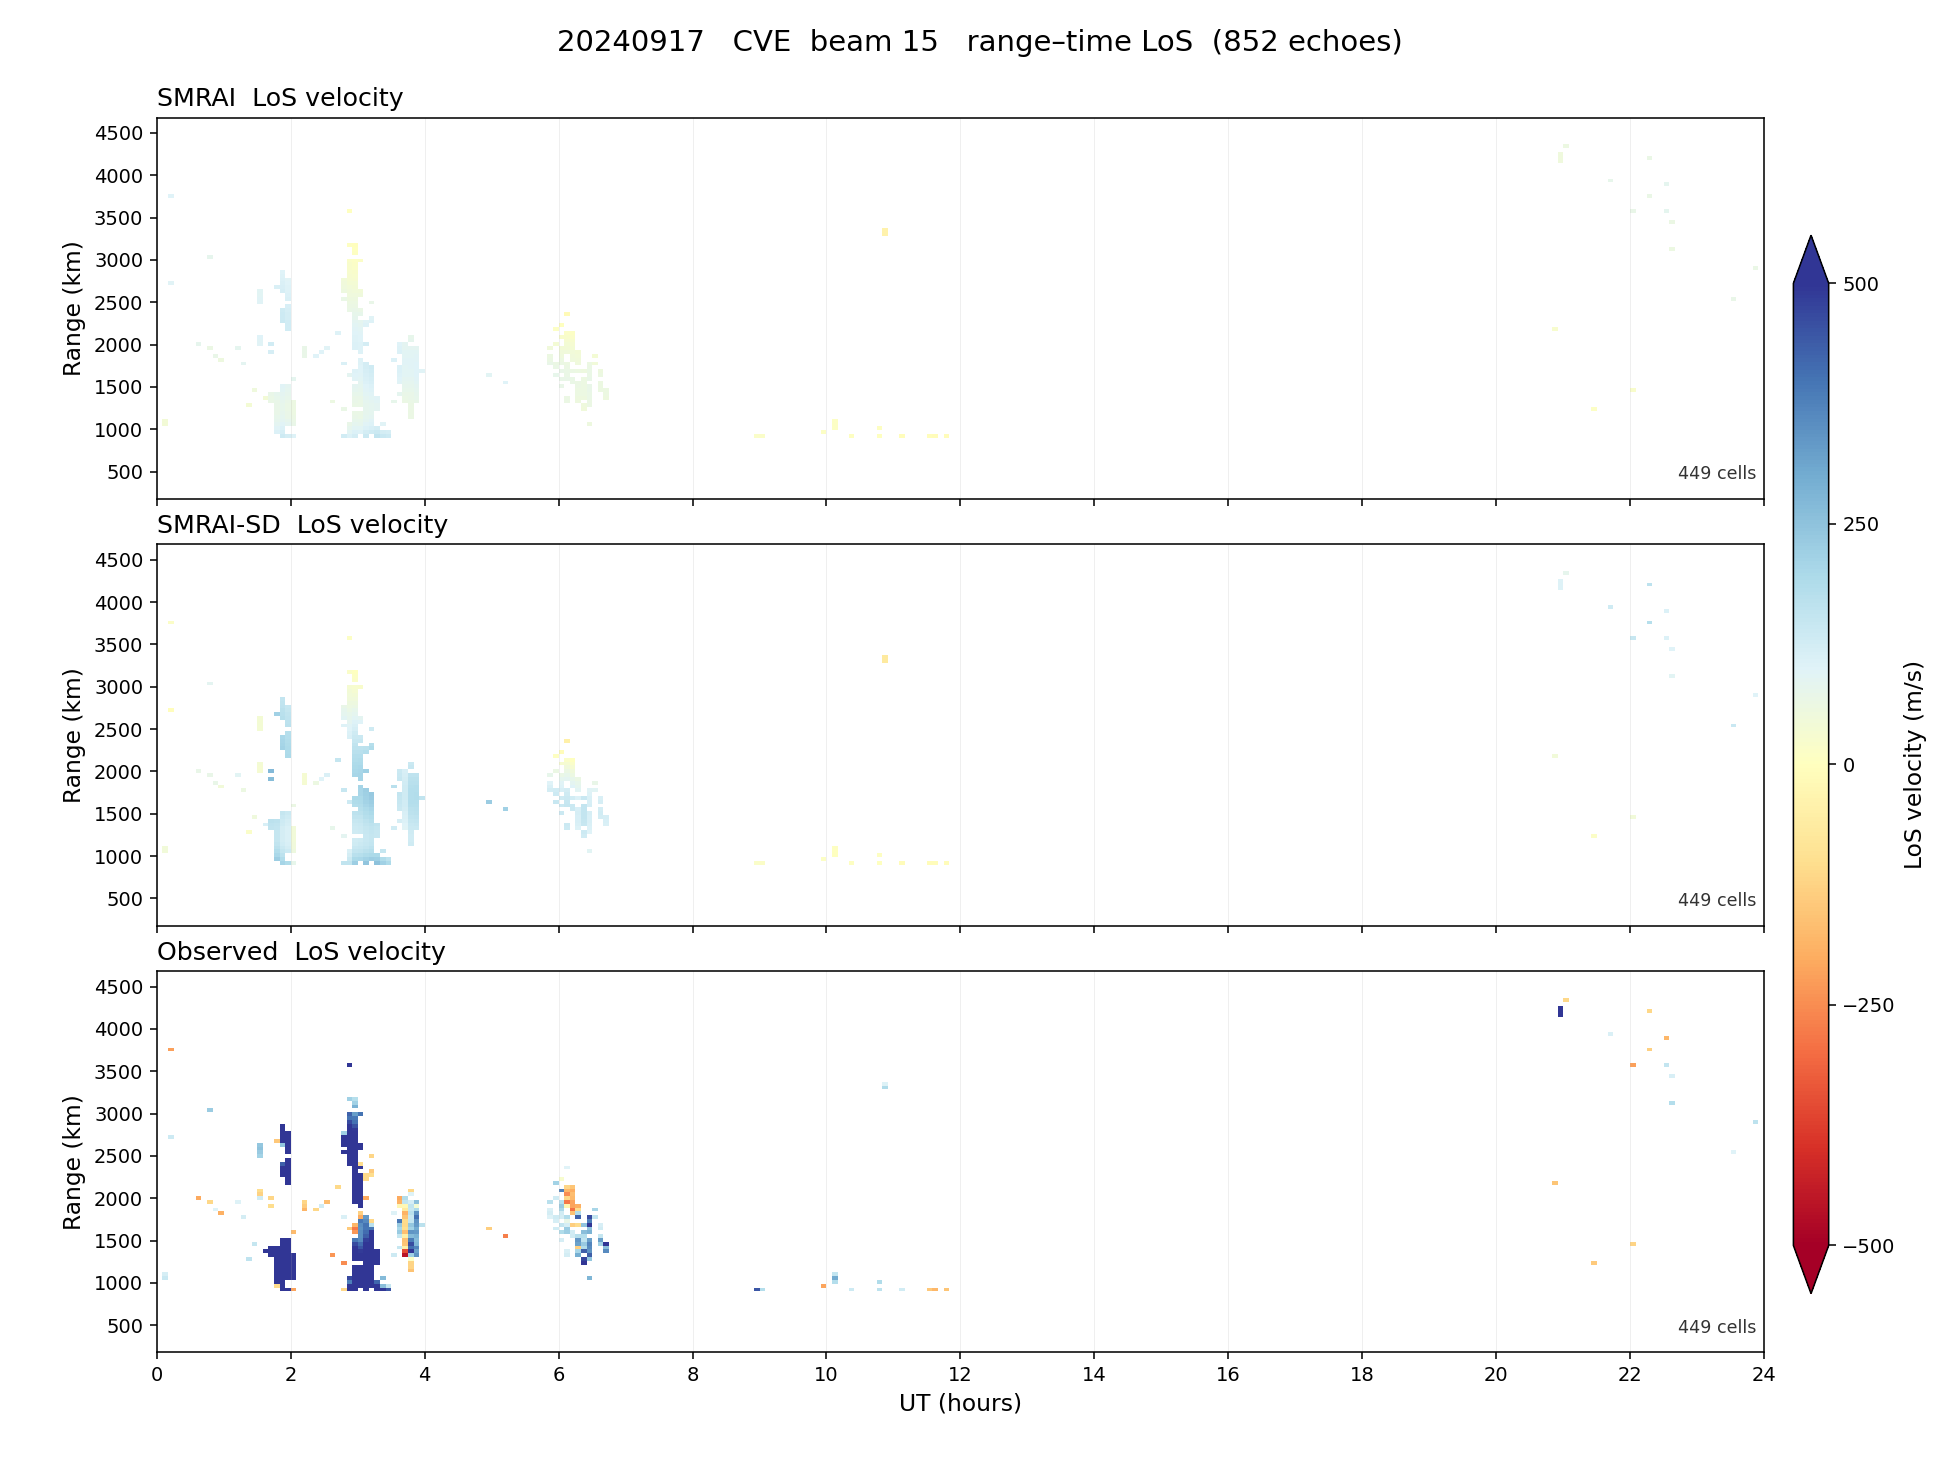 20240917   CVE  beam 15   range–time LoS  (852 echoes)
SMRAI  LoS velocity
4500
4000
3500
3000
2500
2000
1500
1000
500
Range (km)
449 cells
SMRAI-SD  LoS velocity
4500
4000
3500
3000
2500
2000
1500
1000
500
Range (km)
449 cells
Observed  LoS velocity
4500
4000
3500
3000
2500
2000
1500
1000
500
Range (km)
449 cells
0 2 4 6 8 10 12 14 16 18 20 22 24
UT (hours)
500
250
0
−250
−500
LoS velocity (m/s)